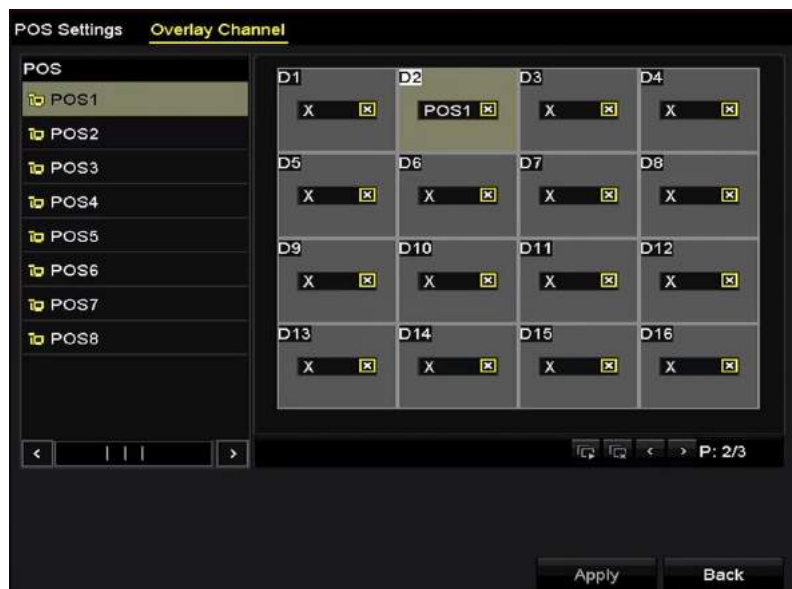 POS Settings Overlay Channel
POS
POS1
POS2
POS3
POS4
POS5
POS6
POS7
POS8
D1 D2 D3 D4
X POS1 X X
D5 D6 D7 D8
X X X X
D9 D10 D11 D12
X X X X
D13 D14 D15 D16
X X X X
P: 2/3
Apply Back